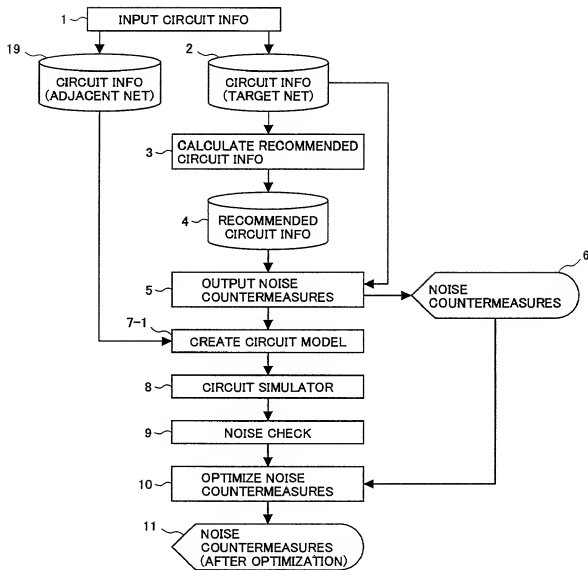 1 INPUT CIRCUIT INFO
19 2
CIRCUIT INFO
(ADJACENT NET)
CIRCUIT INFO
(TARGET NET)
3 CALCULATE RECOMMENDED
CIRCUIT INFO
4 RECOMMENDED
CIRCUIT INFO
5 OUTPUT NOISE
COUNTERMEASURES
6
NOISE
COUNTERMEASURES
7-1
CREATE CIRCUIT MODEL
8 CIRCUIT SIMULATOR
9 NOISE CHECK
10 OPTIMIZE NOISE
COUNTERMEASURES
11 NOISE
COUNTERMEASURES
(AFTER OPTIMIZATION)